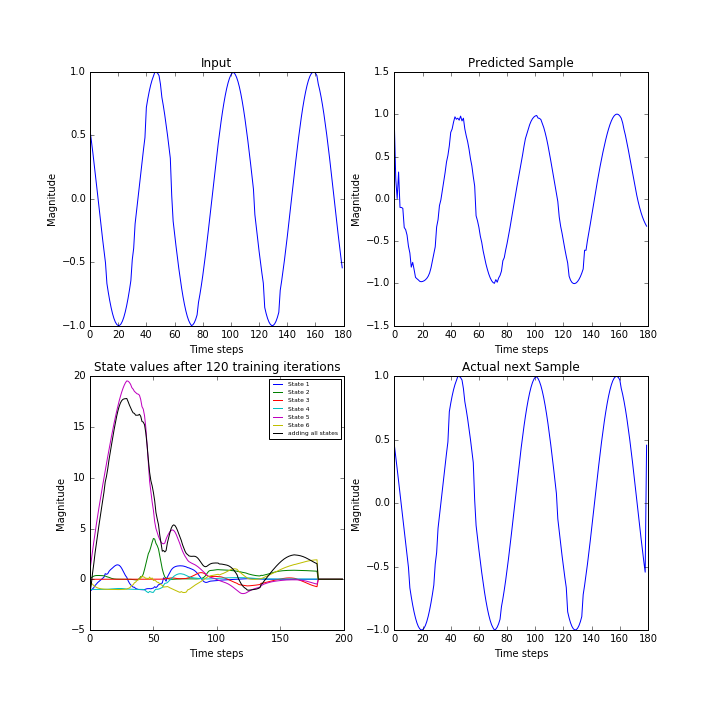 Input
1.0
0.5
0.0
−0.5
−1.0
Magnitude
0 20 40 60 80 100 120 140 160 180
Time steps
Predicted Sample
1.5
1.0
0.5
0.0
−0.5
−1.0
−1.5
Magnitude
0 20 40 60 80 100 120 140 160 180
Time steps
State values after 120 training iterations
20
15
10
5
0
−5
Magnitude
State 1
State 2
State 3
State 4
State 5
State 6
adding all states
0 50 100 150 200
Time steps
Actual next Sample
1.0
0.5
0.0
−0.5
−1.0
Magnitude
0 20 40 60 80 100 120 140 160 180
Time steps